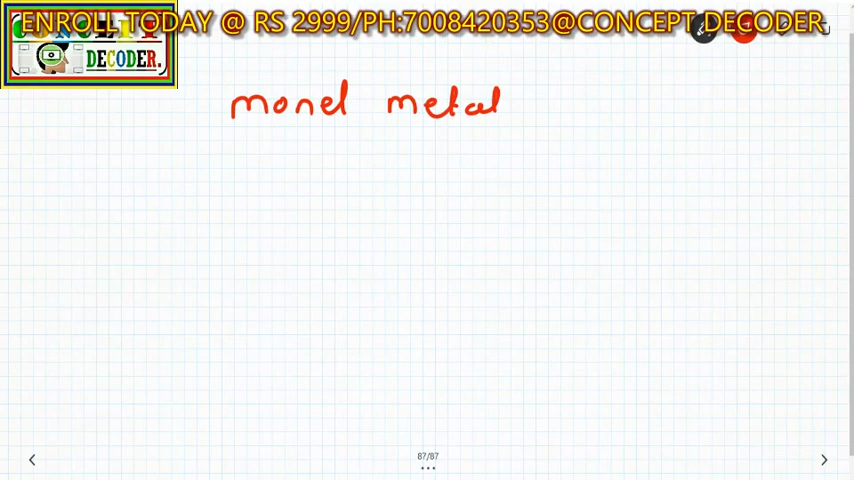 ENROLL TODAY @ RS 2999/PH:7008420353@CONCEPT DECODER.
DECODER.
monel metal
87/87